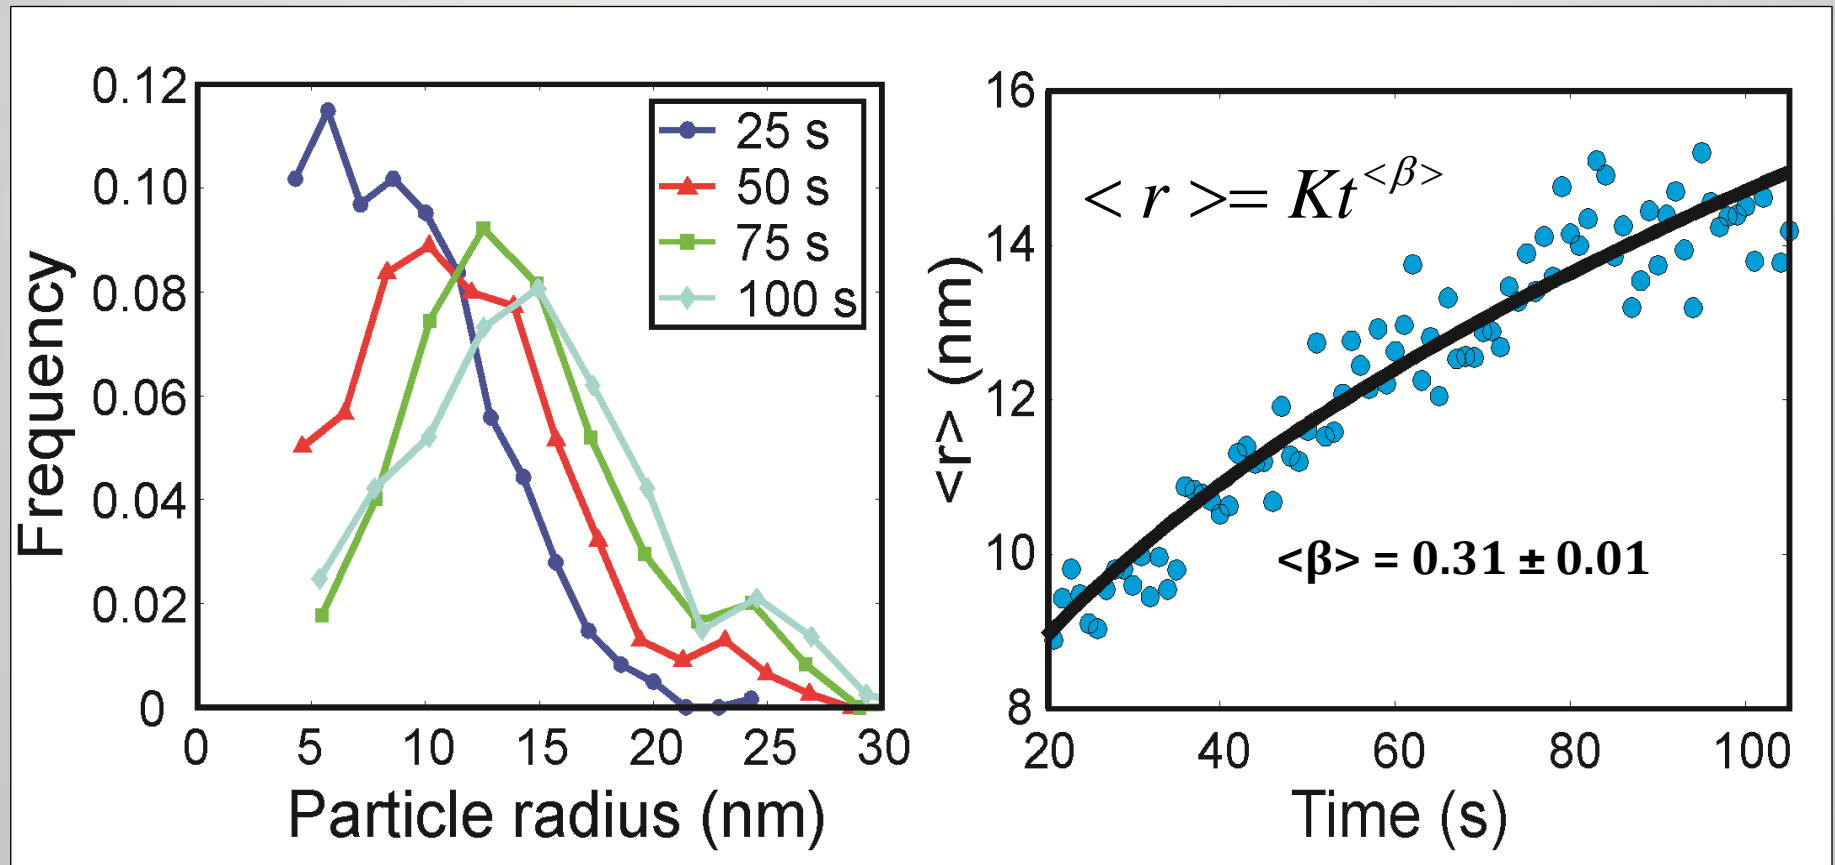 0.12
0.10
0.08
0.06
0.04
0.02
0
Frequency
0 5 10 15 20 25 30
Particle radius (nm)
25 s
50 s
75 s
100 s
16
14
12
10
8
<r> (nm)
20 40 60 80 100
Time (s)
< r >= Kt^<β>
<β> = 0.31 ± 0.01